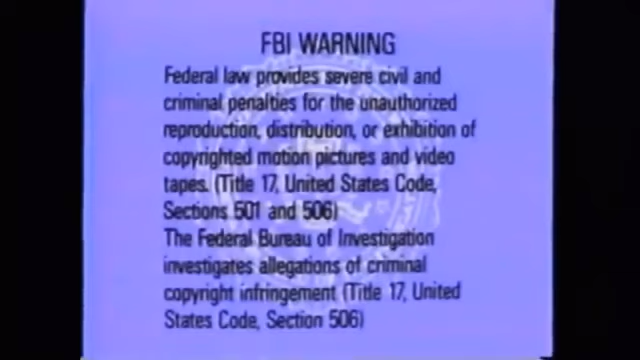 FBI WARNING
Federal law provides severe civil and
criminal penalties for the unauthorized
reproduction, distribution, or exhibition of
copyrighted motion pictures and video
tapes. (Title 17, United States Code,
Sections 501 and 506)
The Federal Bureau of Investigation
investigates allegations of criminal
copyright infringement (Title 17, United
States Code, Section 506)